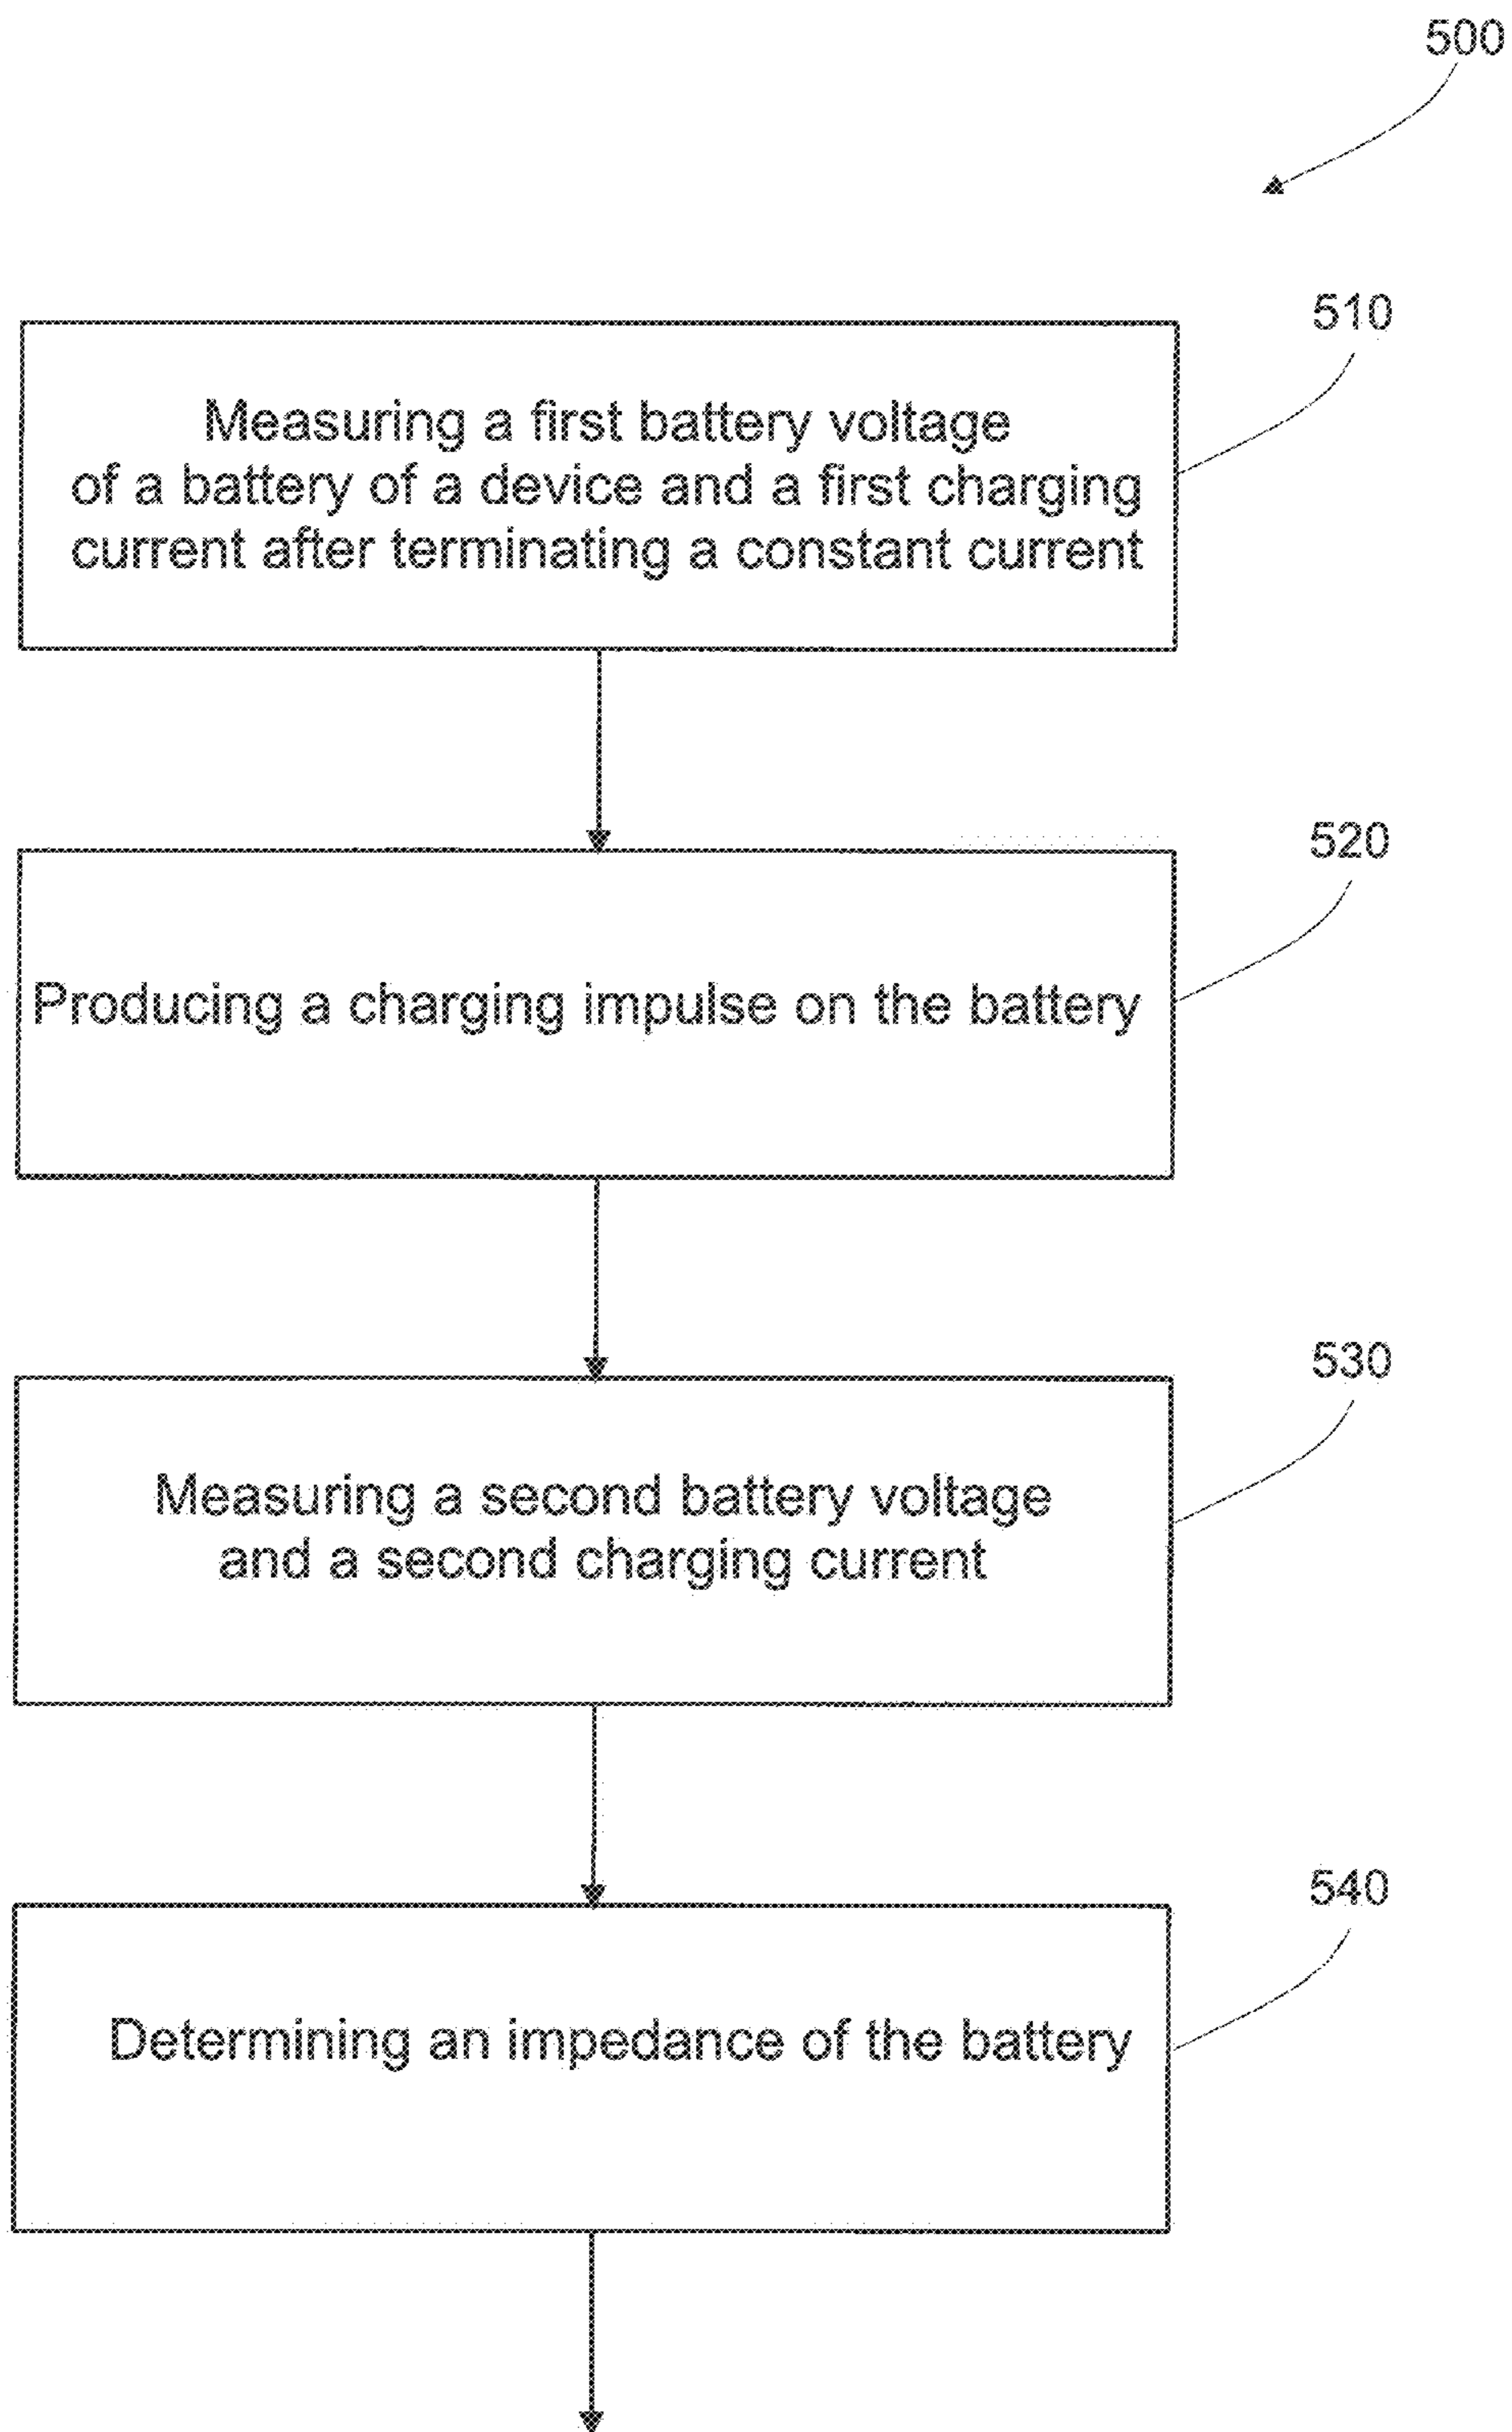 500
510
Measuring a first battery voltage
of a battery of a device and a first charging
current after terminating a constant current
520
Producing a charging impulse on the battery
530
Measuring a second battery voltage
and a second charging current
540
Determining an impedance of the battery